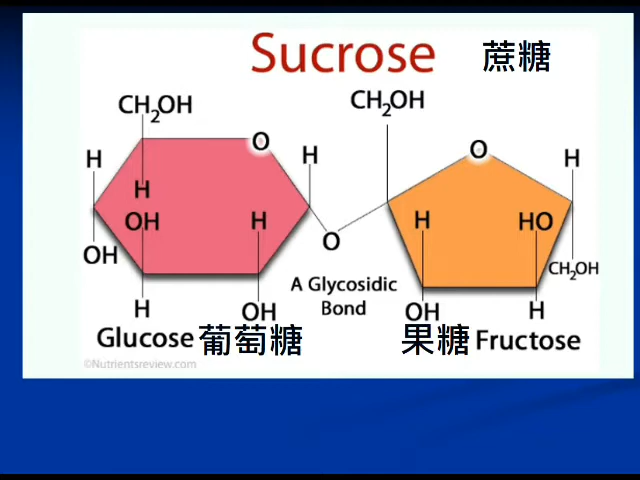 Sucrose 蔗糖
CH2OH
CH2OH
O
O
H
H
H
H
OH
H
H
HO
O
OH
CH2OH
A Glycosidic
Bond
H
OH
OH
H
Glucose 葡萄糖
果糖 Fructose
©Nutrientsreview.com